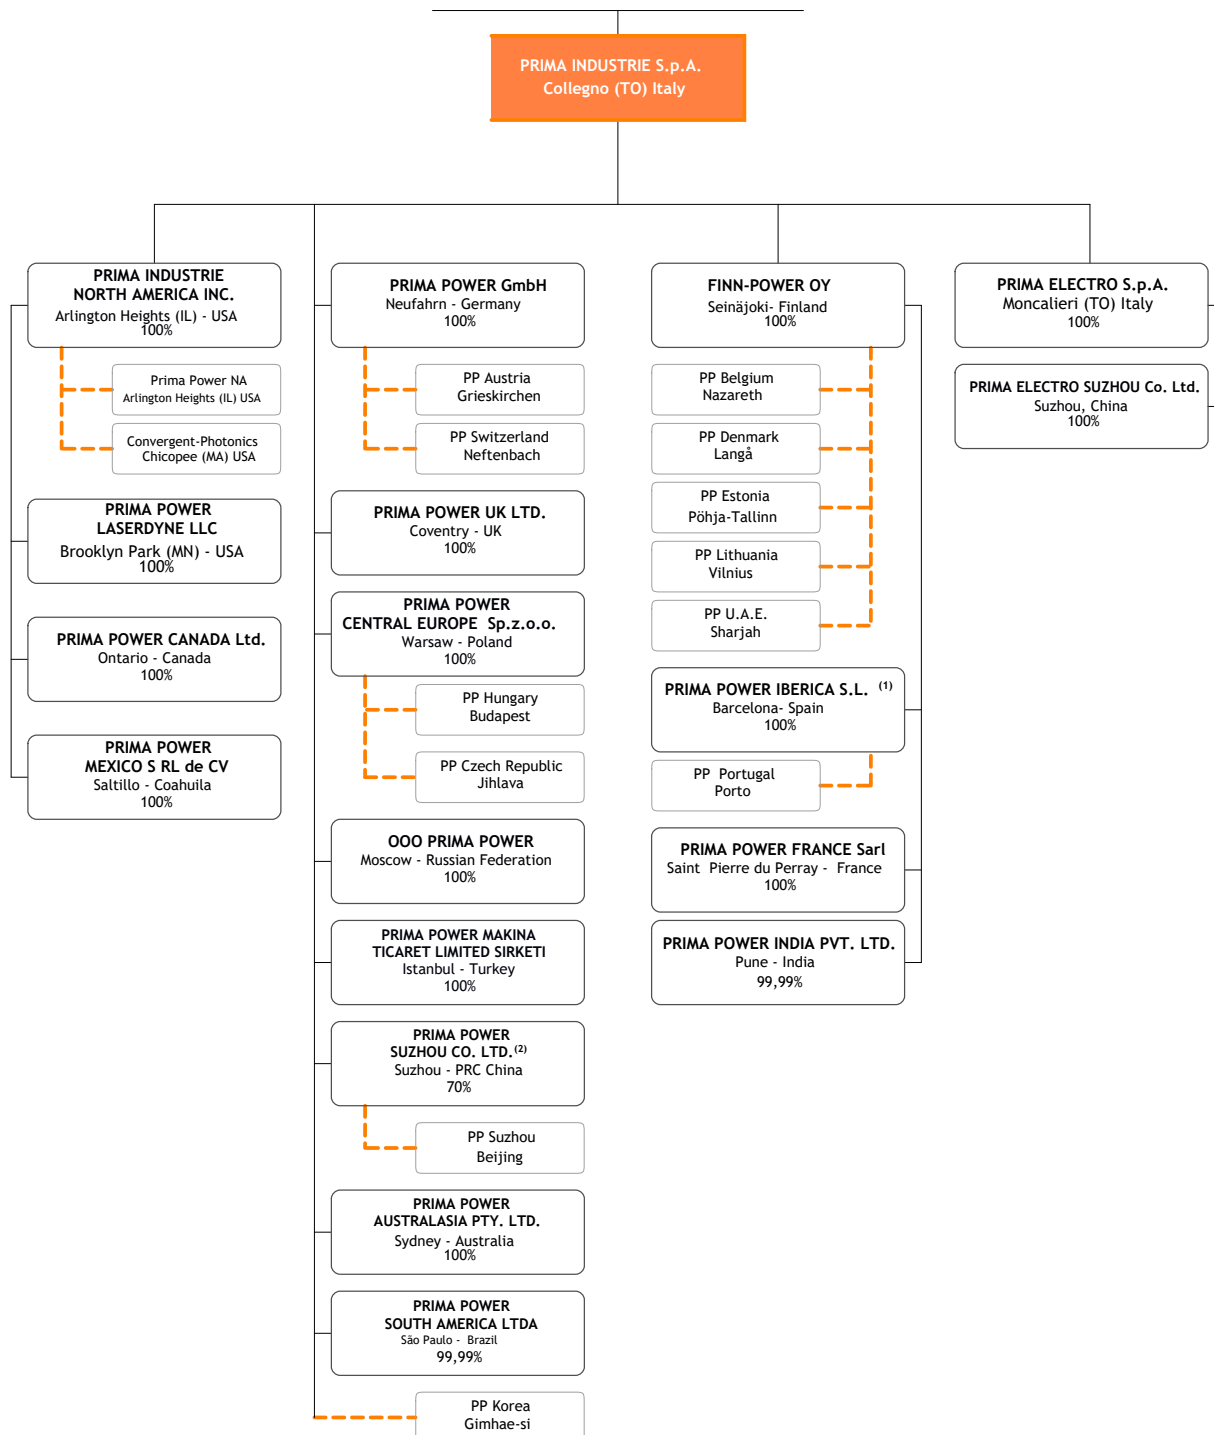 PRIMA INDUSTRIE S.p.A.
Collegno (TO) Italy
PRIMA INDUSTRIE
NORTH AMERICA INC.
Arlington Heights (IL) - USA
100%
Prima Power NA
Arlington Heights (IL) USA
Convergent-Photonics
Chicopee (MA) USA
PRIMA POWER
LASERDYNE LLC
Brooklyn Park (MN) - USA
100%
PRIMA POWER CANADA Ltd.
Ontario - Canada
100%
PRIMA POWER
MEXICO S RL de CV
Saltillo - Coahuila
100%
PRIMA POWER GmbH
Neufahrn - Germany
100%
PP Austria
Grieskirchen
PP Switzerland
Neftenbach
PRIMA POWER UK LTD.
Coventry - UK
100%
PRIMA POWER
CENTRAL EUROPE Sp.z.o.o.
Warsaw - Poland
100%
PP Hungary
Budapest
PP Czech Republic
Jihlava
OOO PRIMA POWER
Moscow - Russian Federation
100%
PRIMA POWER MAKINA
TICARET LIMITED SIRKETI
Istanbul - Turkey
100%
PRIMA POWER
SUZHOU CO. LTD.(2)
Suzhou - PRC China
70%
PP Suzhou
Beijing
PRIMA POWER
AUSTRALASIA PTY. LTD.
Sydney - Australia
100%
PRIMA POWER
SOUTH AMERICA LTDA
São Paulo - Brazil
99,99%
PP Korea
Gimhae-si
FINN-POWER OY
Seinäjoki- Finland
100%
PP Belgium
Nazareth
PP Denmark
Langå
PP Estonia
Pöhja-Tallinn
PP Lithuania
Vilnius
PP U.A.E.
Sharjah
PRIMA POWER IBERICA S.L. (1)
Barcelona- Spain
100%
PP Portugal
Porto
PRIMA POWER FRANCE Sarl
Saint Pierre du Perray - France
100%
PRIMA POWER INDIA PVT. LTD.
Pune - India
99,99%
PRIMA ELECTRO S.p.A.
Moncalieri (TO) Italy
100%
PRIMA ELECTRO SUZHOU Co. Ltd.
Suzhou, China
100%